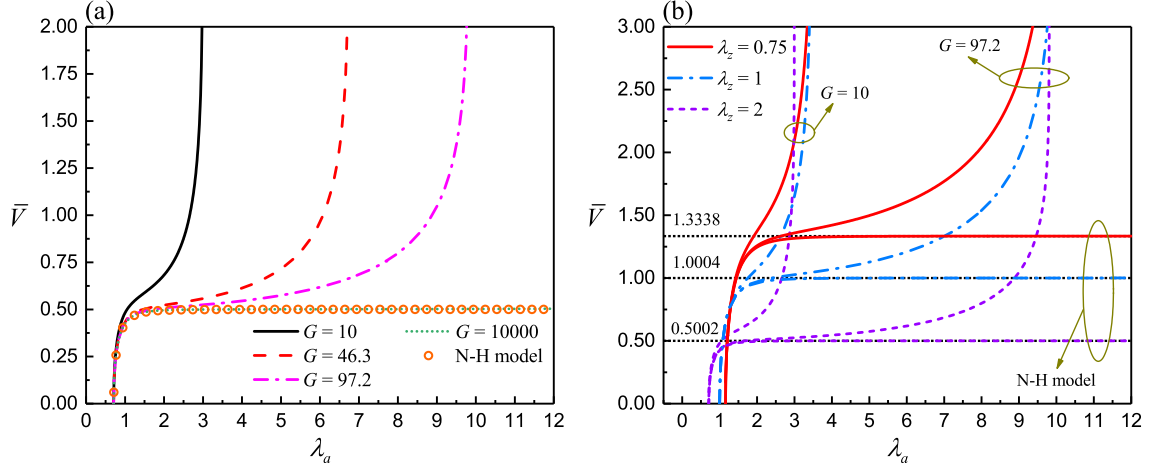 (a)
2.00
1.75
1.50
1.25
1.00
0.75
0.50
0.25
0.00
V̅
G = 10
G = 46.3
G = 97.2
G = 10000
N-H model
0 1 2 3 4 5 6 7 8 9 10 11 12
λa
(b)
3.00
2.50
2.00
1.50
1.00
0.50
0.00
V̅
λz = 0.75
λz = 1
λz = 2
G = 97.2
G = 10
1.3338
1.0004
0.5002
N-H model
0 1 2 3 4 5 6 7 8 9 10 11 12
λa